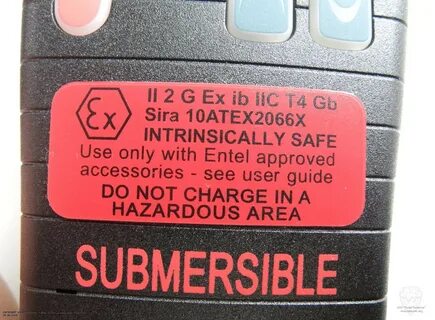 Ex
II 2 G Ex ib IIC T4 Gb
Sira 10ATEX2066X
INTRINSICALLY SAFE
Use only with Entel approved
accessories - see user guide
DO NOT CHARGE IN A
HAZARDOUS AREA
SUBMERSIBLE